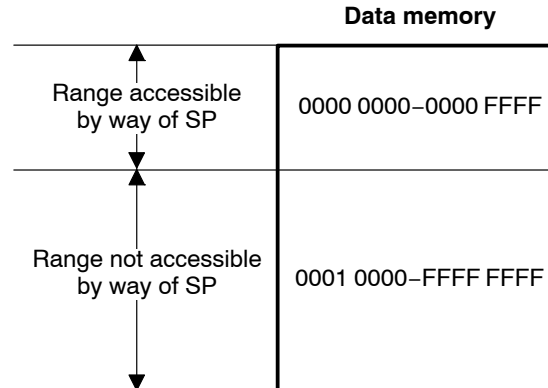 Data memory
Range accessible
by way of SP
0000 0000−0000 FFFF
Range not accessible
by way of SP
0001 0000−FFFF FFFF